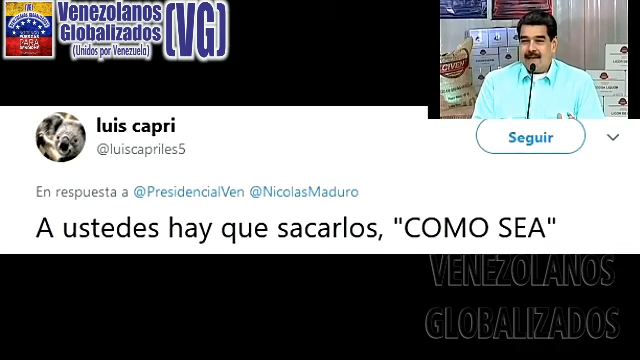 Venezolanos
Globalizados (VG)
(Unidos por Venezuela)
luis capri
@luiscapriles5
Seguir
En respuesta a @PresidencialVen @NicolasMaduro
A ustedes hay que sacarlos, "COMO SEA"
VENEZOLANOS
GLOBALIZADOS